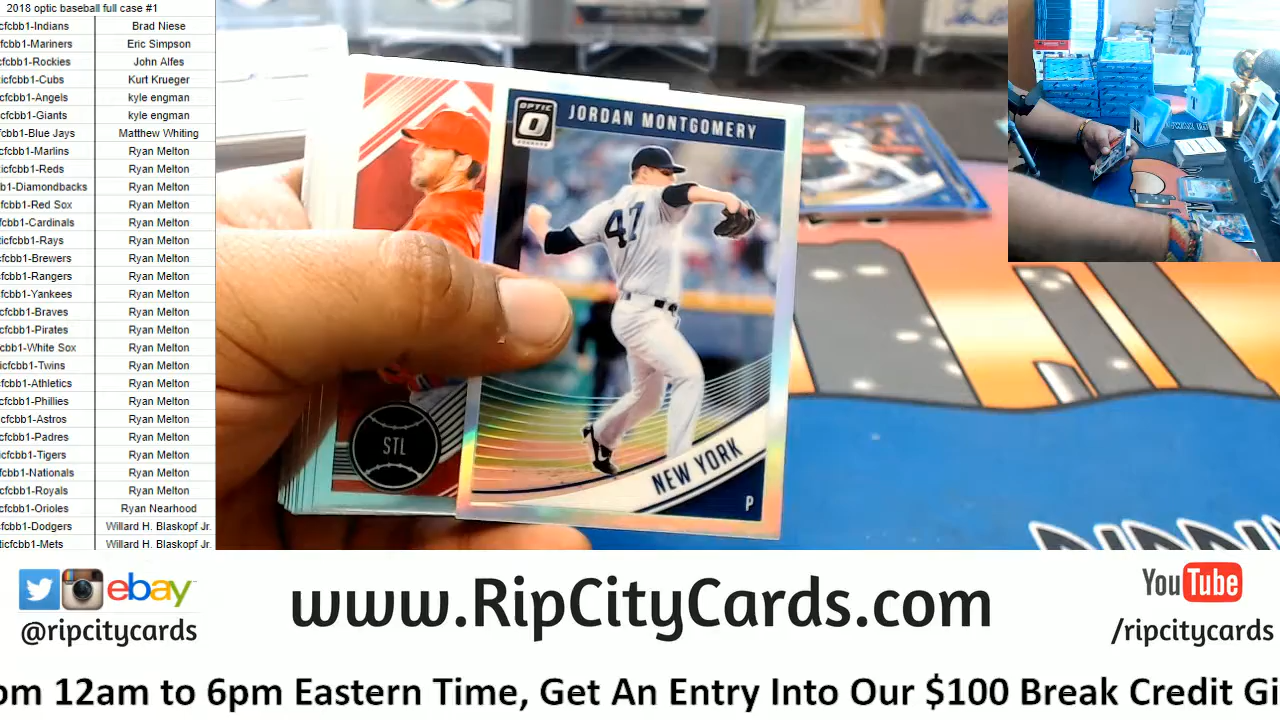 2018 optic baseball full case #1
cfcbb1-Indians Brad Niese
cfcbb1-Mariners Eric Simpson
cfcbb1-Rockies John Alfes
icfcbb1-Cubs Kurt Krueger
cfcbb1-Angels kyle engman
cfcbb1-Giants kyle engman
cfcbb1-Blue Jays Matthew Whiting
cfcbb1-Marlins Ryan Melton
icfcbb1-Reds Ryan Melton
b1-Diamondbacks Ryan Melton
cfcbb1-Red Sox Ryan Melton
fcbb1-Cardinals Ryan Melton
icfcbb1-Rays Ryan Melton
cfcbb1-Brewers Ryan Melton
cfcbb1-Rangers Ryan Melton
cfcbb1-Yankees Ryan Melton
cfcbb1-Braves Ryan Melton
cfcbb1-Pirates Ryan Melton
cbb1-White Sox Ryan Melton
icfcbb1-Twins Ryan Melton
cfcbb1-Athletics Ryan Melton
cfcbb1-Phillies Ryan Melton
cfcbb1-Astros Ryan Melton
cfcbb1-Padres Ryan Melton
cfcbb1-Tigers Ryan Melton
cfcbb1-Nationals Ryan Melton
cfcbb1-Royals Ryan Melton
cfcbb1-Orioles Ryan Nearhood
cfcbb1-Dodgers Willard H. Blaskopf Jr.
icfcbb1-Mets Willard H. Blaskopf Jr.
OPTIC
JORDAN MONTGOMERY
47
STL
NEW YORK
P
ebay
@ripcitycards
www.RipCityCards.com
YouTube
/ripcitycards
om 12am to 6pm Eastern Time, Get An Entry Into Our $100 Break Credit Gi